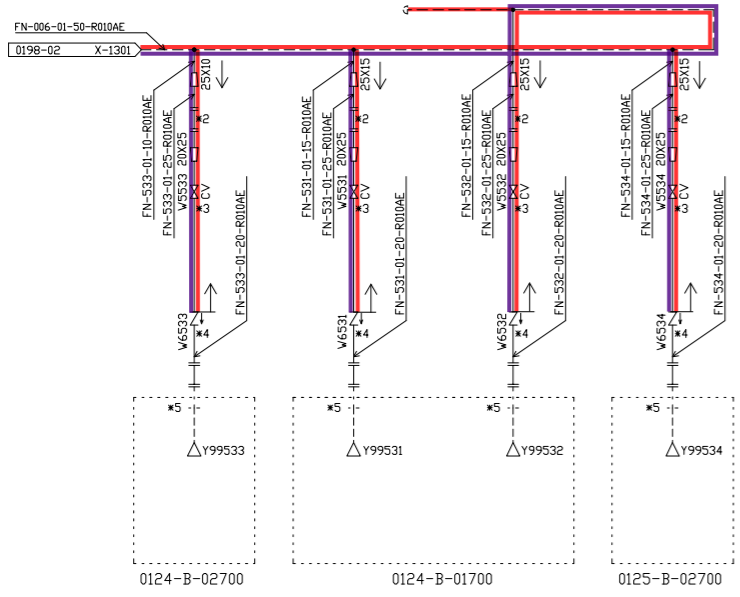 FN-006-01-50-R010AE
0198-02 X-1301
FN-533-01-10-R010AE
FN-533-01-25-R010AE
25X10
*2
W5533 20X25
CV
*3
FN-533-01-20-R010AE
W6533
*4
*5
Y99533
0124-B-02700
FN-531-01-15-R010AE
FN-531-01-25-R010AE
25X15
*2
W5531 20X25
CV
*3
FN-531-01-20-R010AE
W6531
*4
*5
Y99531
FN-532-01-15-R010AE
FN-532-01-25-R010AE
25X15
*2
W5532 20X25
CV
*3
FN-532-01-20-R010AE
W6532
*4
*5
Y99532
0124-B-01700
FN-534-01-15-R010AE
FN-534-01-25-R010AE
25X15
*2
W5534 20X25
CV
*3
FN-534-01-20-R010AE
W6534
*4
*5
Y99534
0125-B-02700